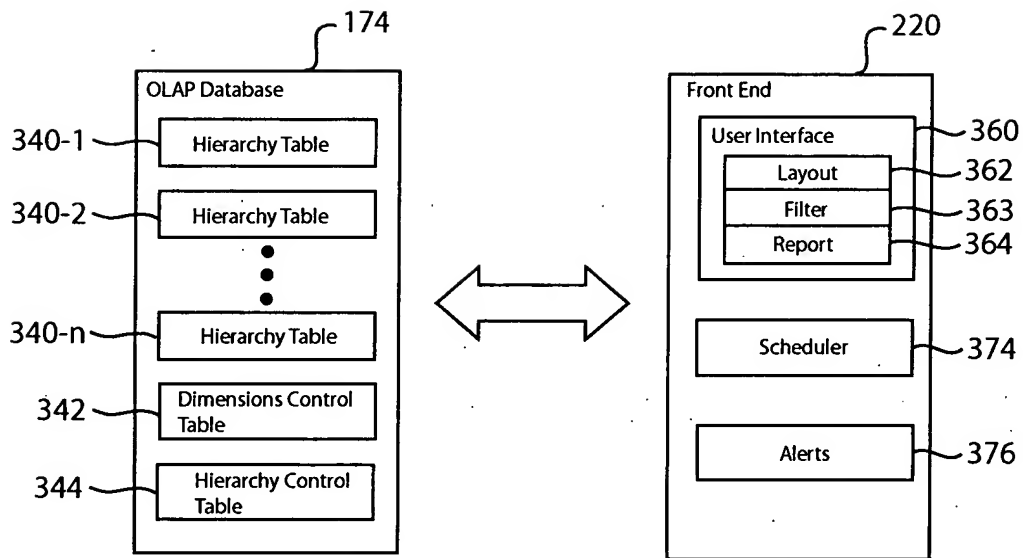 174
OLAP Database
340-1
Hierarchy Table
340-2
Hierarchy Table
340-n
Hierarchy Table
342
Dimensions Control
Table
344
Hierarchy Control
Table
220
Front End
User Interface
360
Layout
362
Filter
363
Report
364
Scheduler
374
Alerts
376